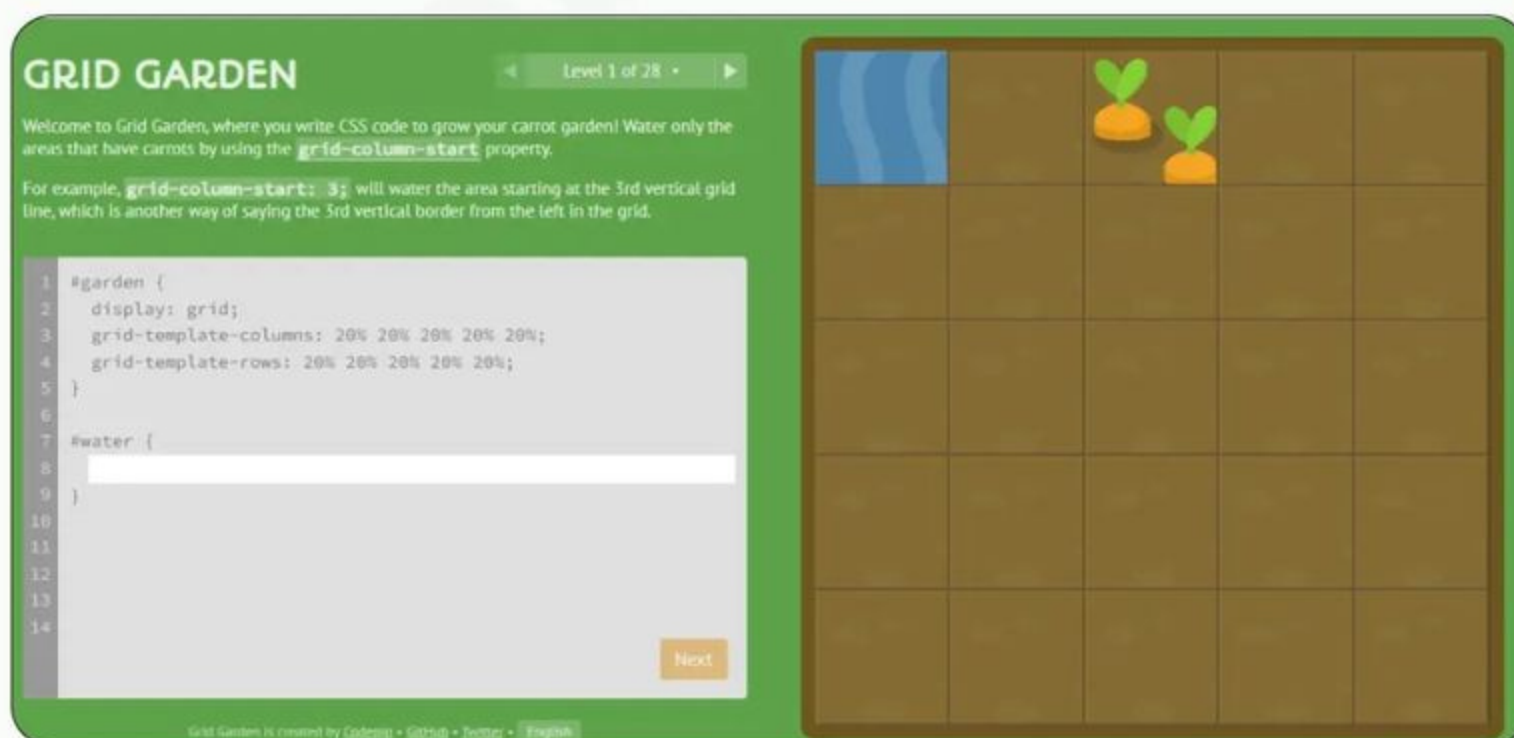 GRID GARDEN
Level 1 of 28
Welcome to Grid Garden, where you write CSS code to grow your carrot garden! Water only the
areas that have carrots by using the grid-column-start property.
For example, grid-column-start: 3; will water the area starting at the 3rd vertical grid
line, which is another way of saying the 3rd vertical border from the left in the grid.
1 #garden {
2 display: grid;
3 grid-template-columns: 20% 20% 20% 20% 20%;
4 grid-template-rows: 20% 20% 20% 20% 20%;
5 }
6
7 #water {
8
9 }
10
11
12
13
14
Next
Grid Garden is created by Codepip • GitHub • Twitter • English